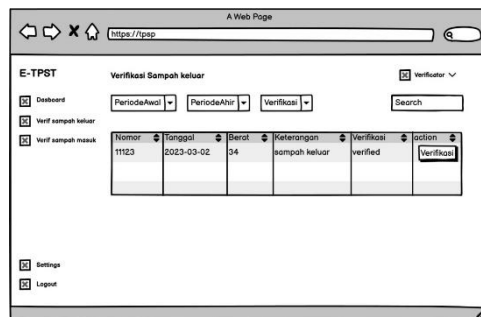 A Web Page
https://tpsp
E-TPST
Verifikasi Sampah keluar
Verificator
Dasboard
PeriodeAwal
PeriodeAhir
Verifikasi
Search
Verif sampah keluar
Verif sampah masuk
Nomor Tanggal Berat Keterangan Verifikasi action
11123 2023-03-02 34 sampah keluar verified Verifikasi
Settings
Logout